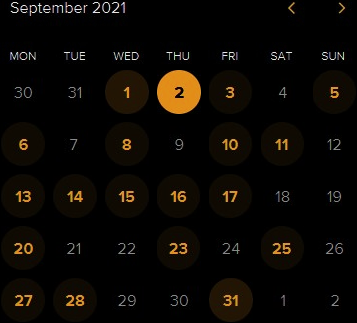 September 2021 < >
MON TUE WED THU FRI SAT SUN
30 31 1 2 3 4 5
6 7 8 9 10 11 12
13 14 15 16 17 18 19
20 21 22 23 24 25 26
27 28 29 30 31 1 2